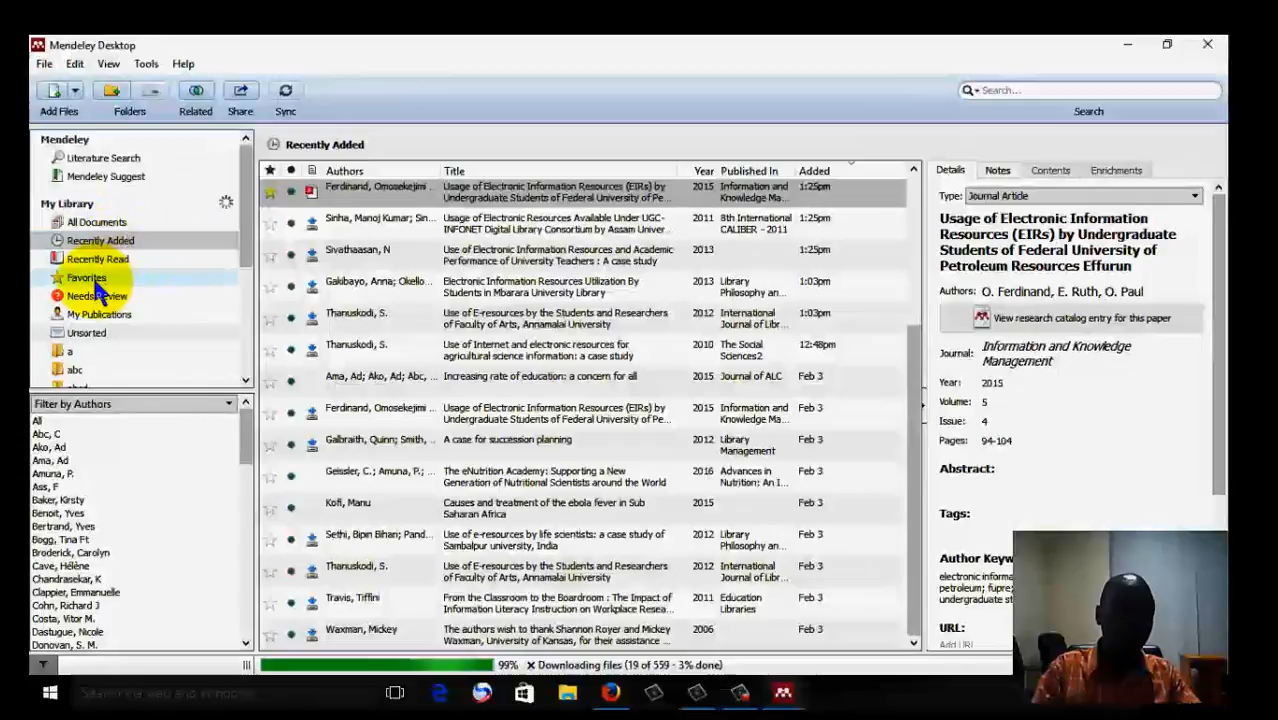 Mendeley Desktop
File Edit View Tools Help
Search...
Add Files Folders Related Share Sync Search
Mendeley
Literature Search
Mendeley Suggest
My Library
All Documents
Recently Added
Recently Read
Favorites
Needs Review
My Publications
Unsorted
a
abc
Filter by Authors
All
Abc, C
Ako, Ad
Ama, Ad
Amuna, P.
Ass, F
Baker, Kirsty
Benoit, Yves
Bertrand, Yves
Bogg, Tina Ft
Broderick, Carolyn
Cave, Hélène
Chandrasekar, K
Clappier, Emmanuelle
Cohn, Richard J
Costa, Vitor M.
Dastugue, Nicole
Donovan, S. M.
Recently Added
Authors Title Year Published In Added
Ferdinand, Omosekejimi ... Usage of Electronic Information Resources (EIRs) by 2015 Information and 1:25pm
Undergraduate Students of Federal University of Pe... Knowledge Ma...
Sinha, Manoj Kumar; Sin... Usage of Electronic Resources Available Under UGC- 2011 8th International 1:25pm
INFONET Digital Library Consortium by Assam Univer... CALIBER - 2011
Sivathaasan, N Use of Electronic Information Resources and Academic 2013 1:25pm
Performance of University Teachers : A case study
Gakibayo, Anna; Okello... Electronic Information Resources Utilization By 2013 Library 1:03pm
Students in Mbarara University Library Philosophy an...
Thanuskodi, S. Use of E-resources by the Students and Researchers 2012 International 1:03pm
of Faculty of Arts, Annamalai University Journal of Libr...
Thanuskodi, S. Use of Internet and electronic resources for 2010 The Social 12:48pm
agricultural science information: a case study Sciences2
Ama, Ad; Ako, Ad; Abc, ... Increasing rate of education: a concern for all 2015 Journal of ALC Feb 3
Ferdinand, Omosekejimi ... Usage of Electronic Information Resources (EIRs) by 2015 Information and Feb 3
Undergraduate Students of Federal University of Pe... Knowledge Ma...
Galbraith, Quinn; Smith, ... A case for succession planning 2012 Library Feb 3
Management
Geissler, C.; Amuna, P.; ... The eNutrition Academy: Supporting a New 2016 Advances in Feb 3
Generation of Nutritional Scientists around the World Nutrition: An I...
Kofi, Manu Causes and treatment of the ebola fever in Sub 2015 Feb 3
Saharan Africa
Sethi, Bipin Bihari; Pand... Use of e-resources by life scientists: a case study of 2012 Library Feb 3
Sambalpur university, India Philosophy an...
Thanuskodi, S. Use of E-resources by the Students and Researchers 2012 International Feb 3
of Faculty of Arts, Annamalai University Journal of Libr...
Travis, Tiffini From the Classroom to the Boardroom : The Impact of 2011 Education Feb 3
Information Literacy Instruction on Workplace Resea... Libraries
Waxman, Mickey The authors wish to thank Shannon Royer and Mickey 2006 Feb 3
Waxman, University of Kansas, for their assistance ...
Details Notes Contents Enrichments
Type: Journal Article
Usage of Electronic Information
Resources (EIRs) by Undergraduate
Students of Federal University of
Petroleum Resources Effurun
Authors: O. Ferdinand, E. Ruth, O. Paul
View research catalog entry for this paper
Journal: Information and Knowledge
Management
Year: 2015
Volume: 5
Issue: 4
Pages: 94-104
Abstract:
Tags:
Author Keyw
electronic informa
petroleum; fupre;
undergraduate st
URL:
Add URL
99% Downloading files (19 of 559 - 3% done)